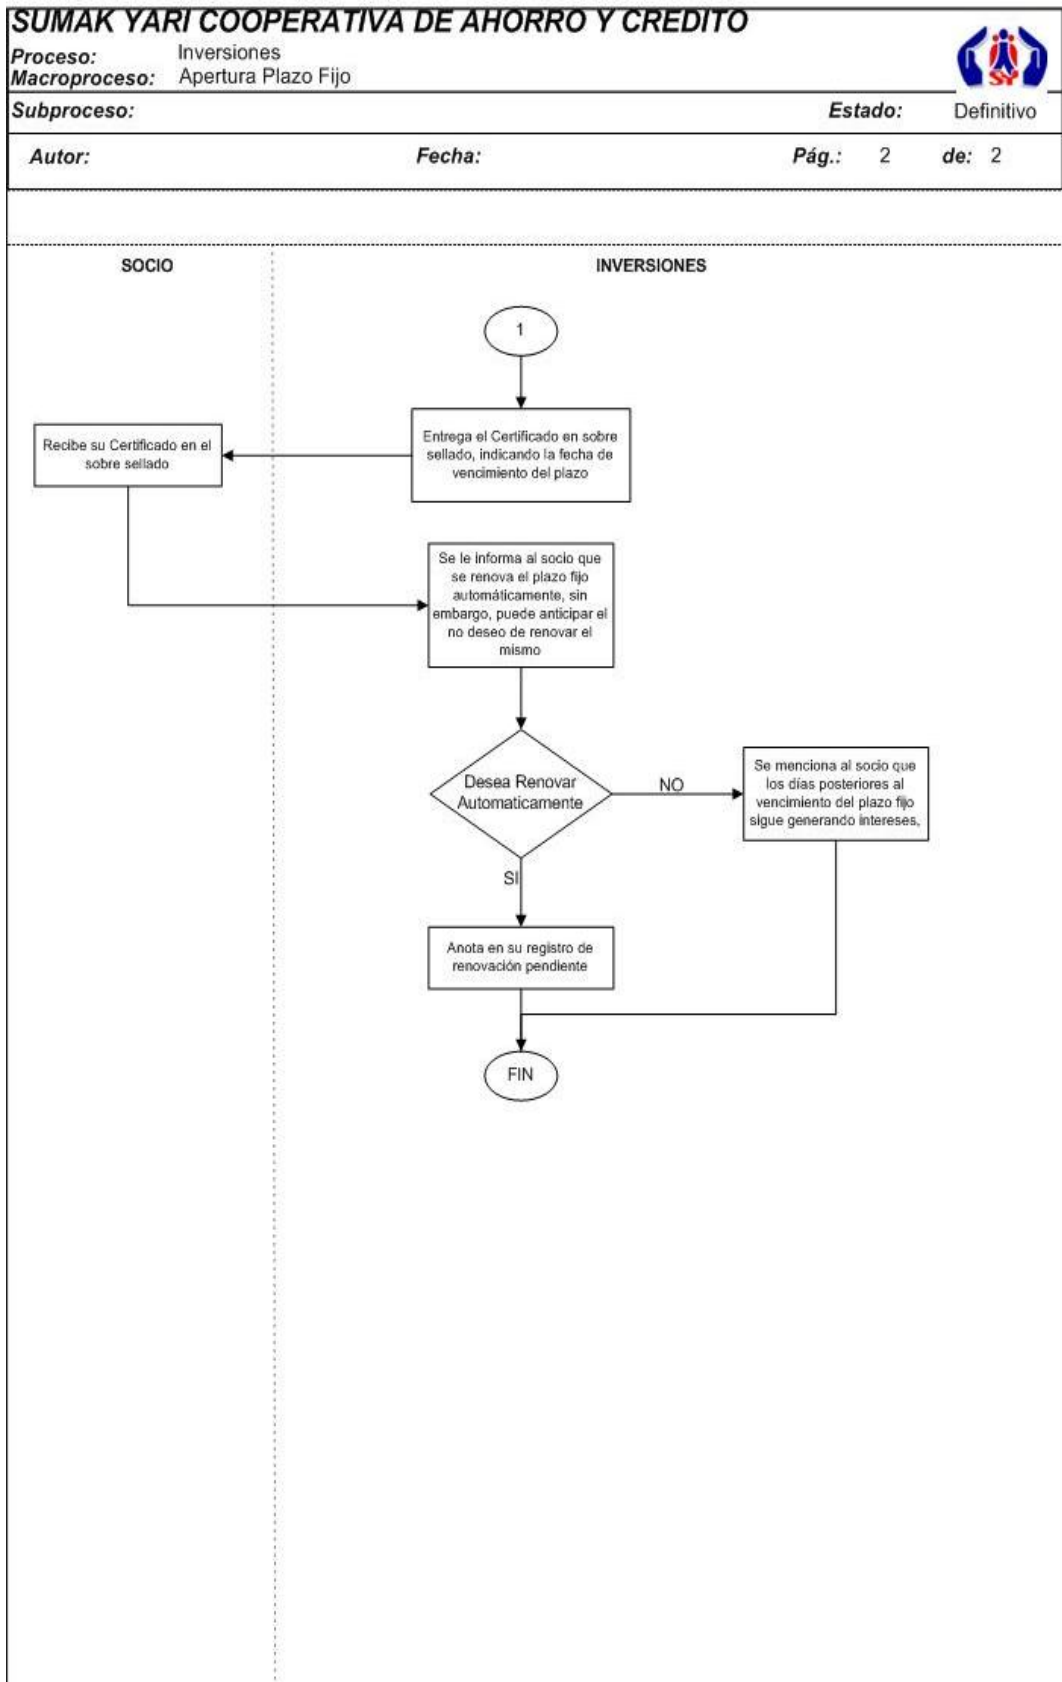 SUMAK YARI COOPERATIVA DE AHORRO Y CREDITO
Proceso: Inversiones
Macroproceso: Apertura Plazo Fijo
SY
Subproceso: Estado: Definitivo
Autor: Fecha: Pág.: 2 de: 2
SOCIO INVERSIONES
1
Entrega el Certificado en sobre
sellado, indicando la fecha de
vencimiento del plazo
Recibe su Certificado en el
sobre sellado
Se le informa al socio que
se renova el plazo fijo
automáticamente, sin
embargo, puede anticipar el
no deseo de renovar el
mismo
Desea Renovar
Automaticamente
NO
Se menciona al socio que
los días posteriores al
vencimiento del plazo fijo
sigue generando intereses,
SI
Anota en su registro de
renovación pendiente
FIN